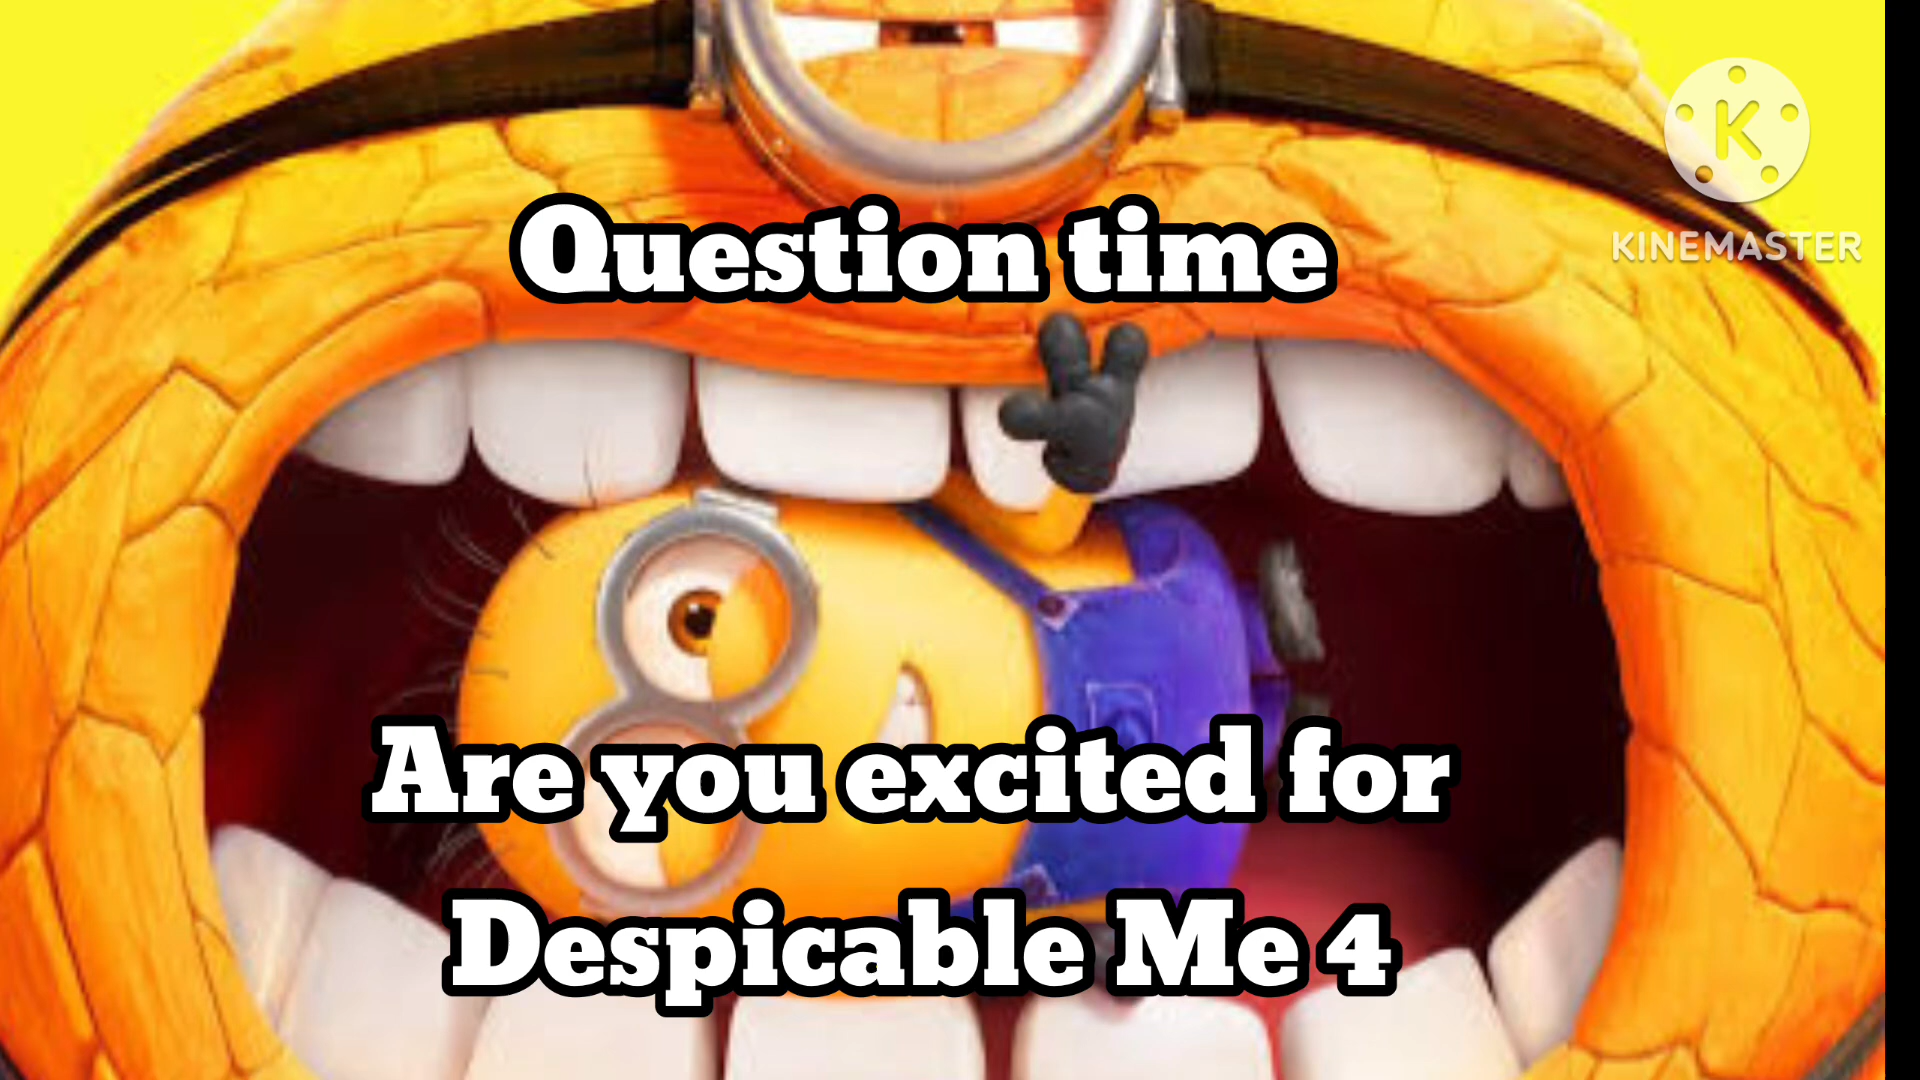 Question time
K
KINEMASTER
Are you excited for
Despicable Me 4